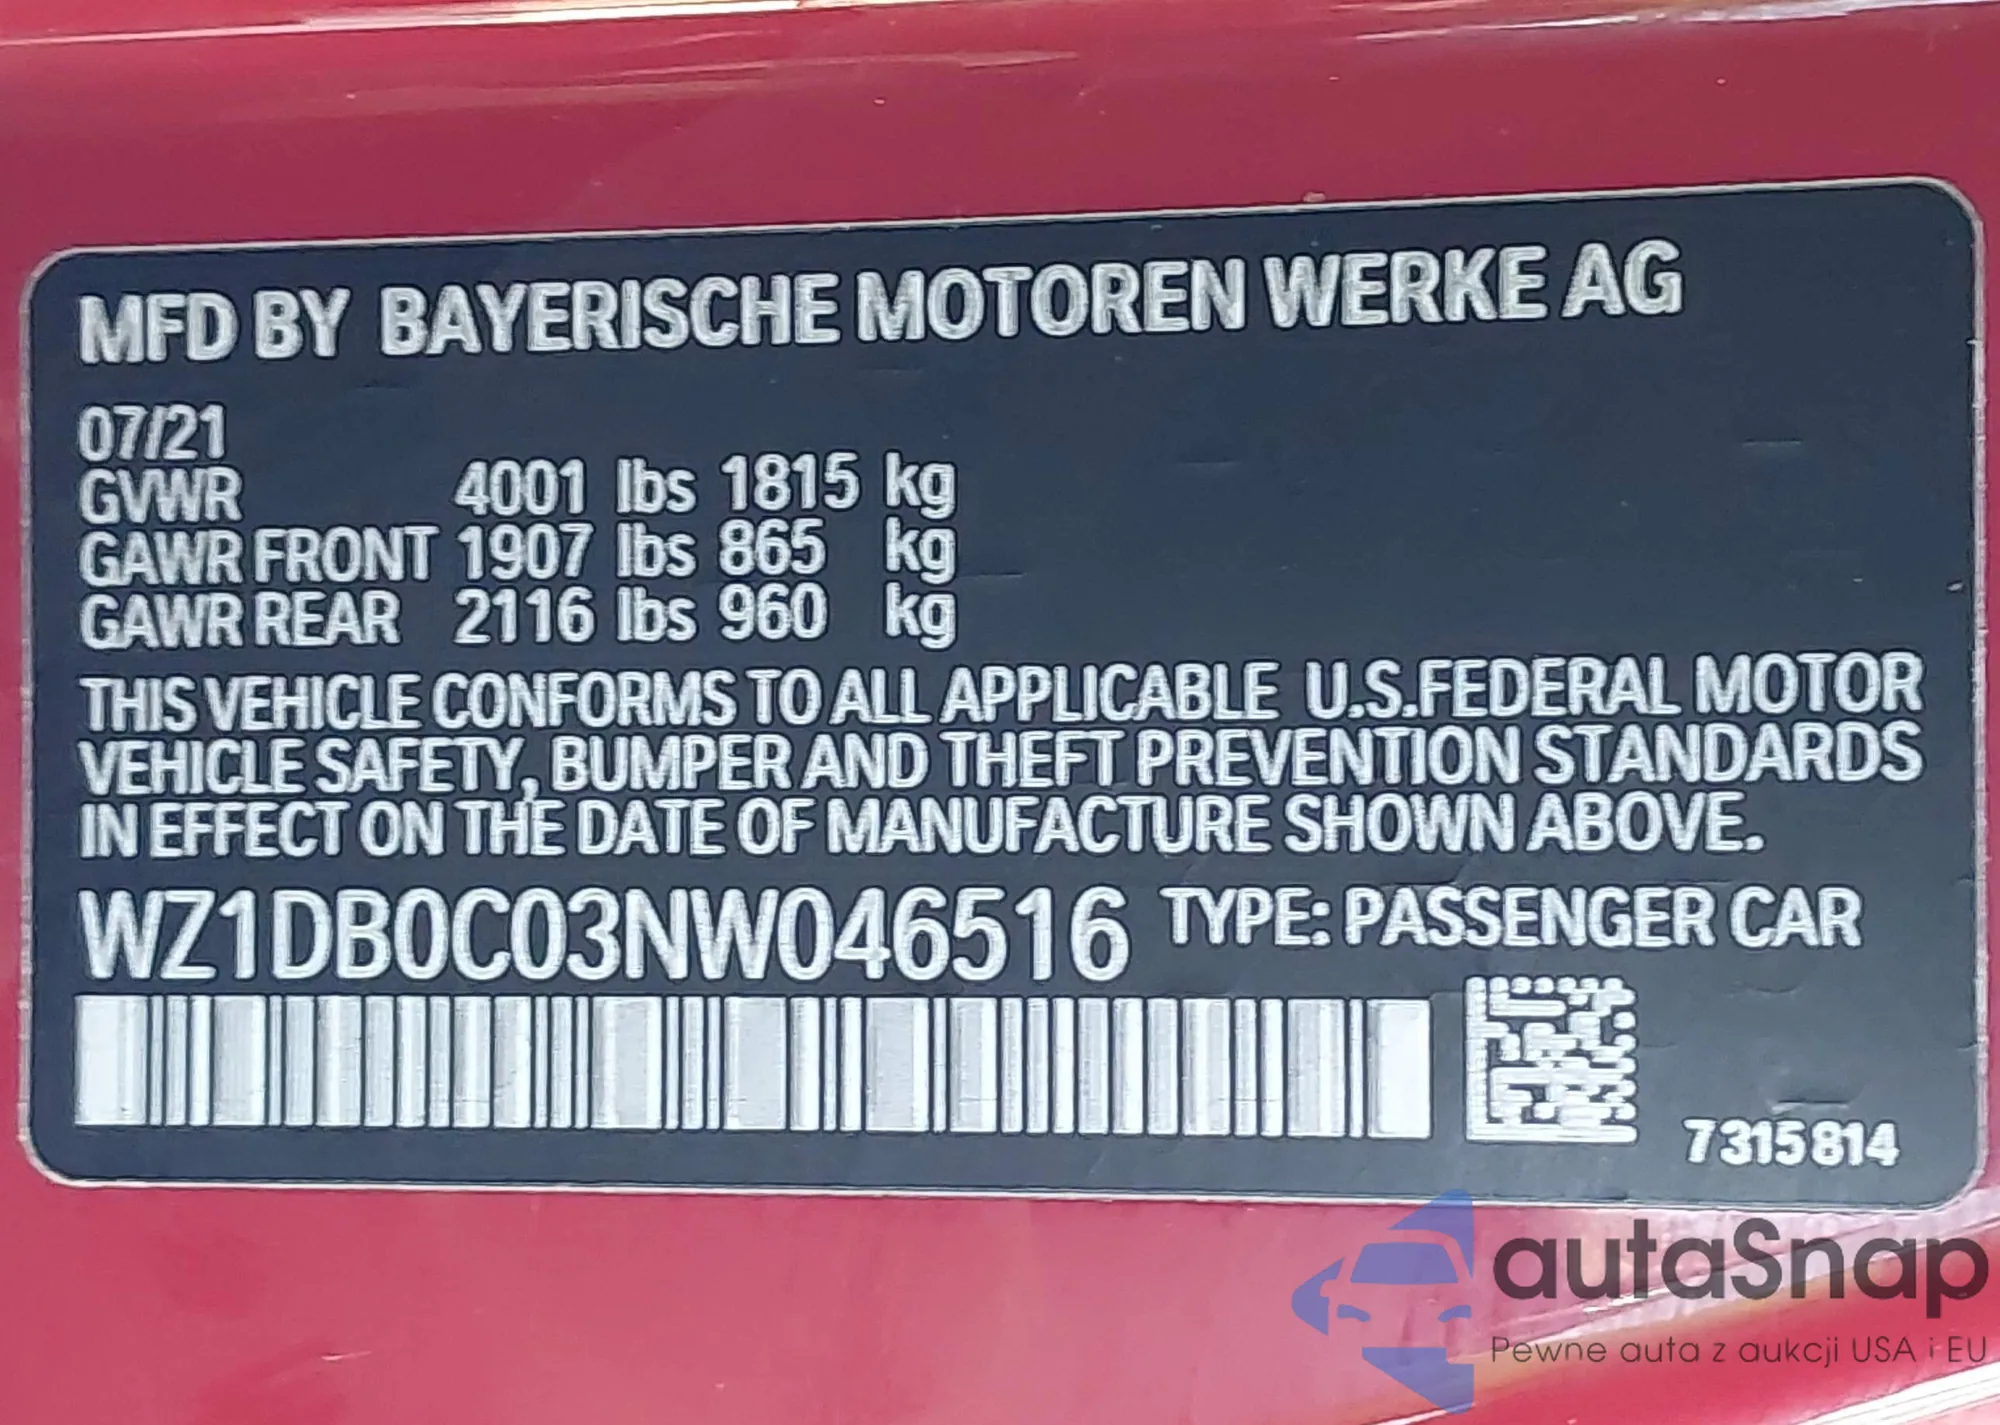 MFD BY BAYERISCHE MOTOREN WERKE AG
07/21
GVWR 4001 lbs 1815 kg
GAWR FRONT 1907 lbs 865 kg
GAWR REAR 2116 lbs 960 kg
THIS VEHICLE CONFORMS TO ALL APPLICABLE U.S.FEDERAL MOTOR
VEHICLE SAFETY, BUMPER AND THEFT PREVENTION STANDARDS
IN EFFECT ON THE DATE OF MANUFACTURE SHOWN ABOVE.
WZ1DB0C03NW046516 TYPE: PASSENGER CAR
7315814
autaSnap
Pewne auta z aukcji USA i EU